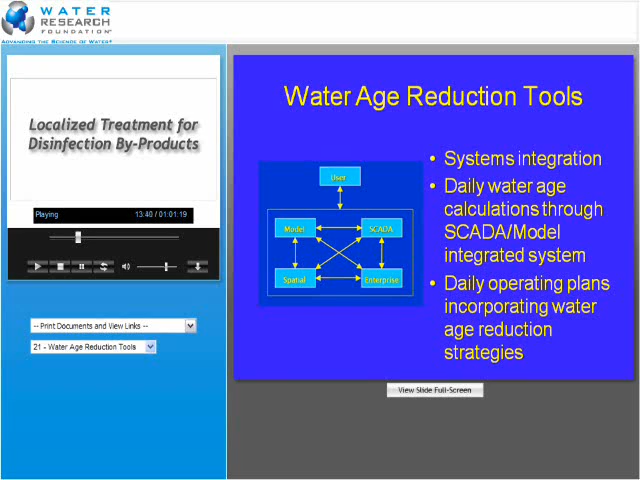 WATER
RESEARCH
FOUNDATION
ADVANCING THE SCIENCE OF WATER®
Localized Treatment for
Disinfection By-Products
Playing 13:40 / 01:01:19
-- Print Documents and View Links --
21 - Water Age Reduction Tools
Water Age Reduction Tools
User
Model SCADA
Spatial Enterprise
• Systems integration
• Daily water age
calculations through
SCADA/Model
integrated system
• Daily operating plans
incorporating water
age reduction
strategies
View Slide Full-Screen